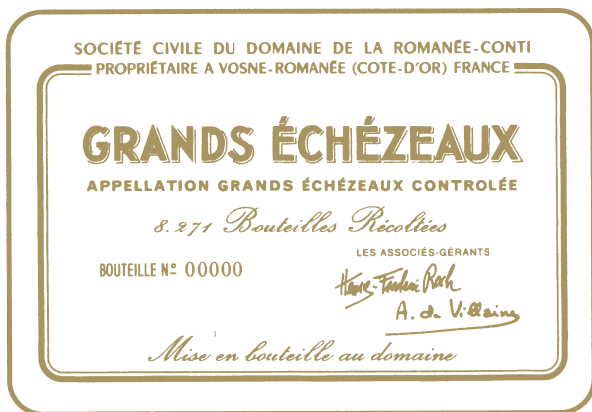 SOCIÉTÉ CIVILE DU DOMAINE DE LA ROMANÉE-CONTI
PROPRIÉTAIRE A VOSNE-ROMANÉE (COTE-D'OR) FRANCE
GRANDS ÉCHÉZEAUX
APPELLATION GRANDS ÉCHÉZEAUX CONTROLÉE
8.271 Bouteilles Récoltées
LES ASSOCIÉS-GÉRANTS
BOUTEILLE Nº 00000
Henry-Frédéric Roch
A. de Villaine
Mise en bouteille au domaine